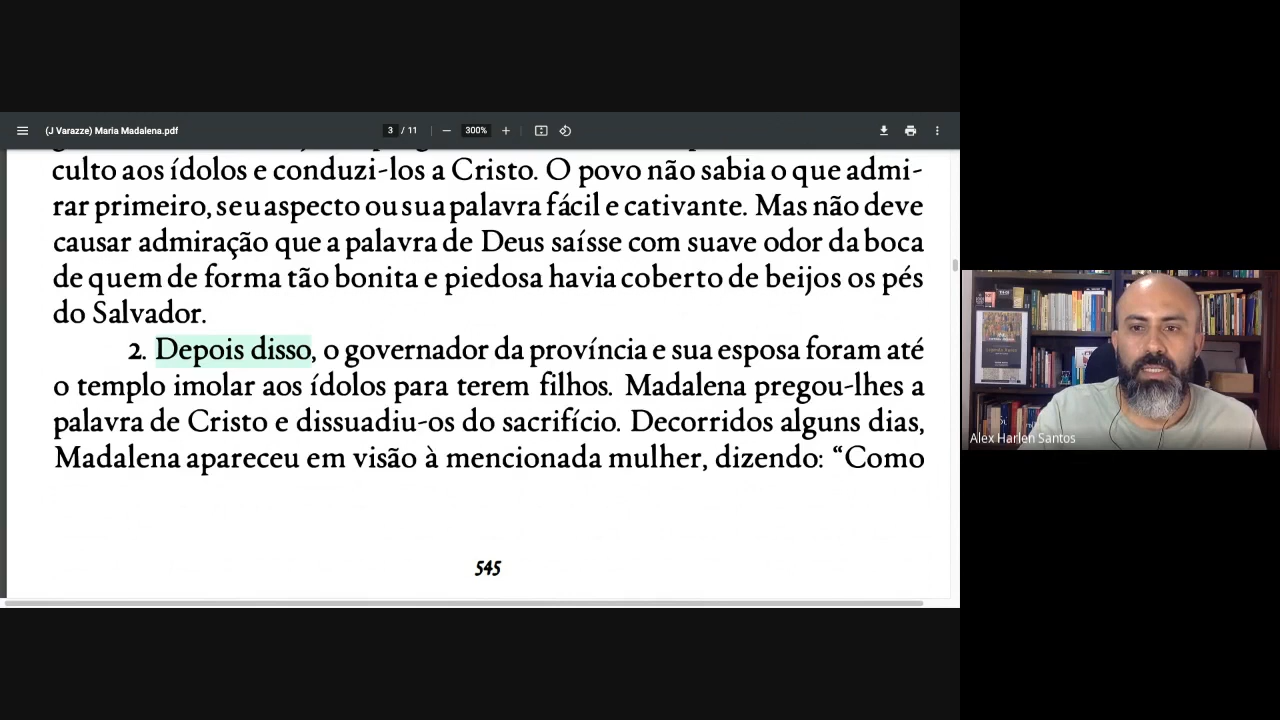 (J Varazze) Maria Madalena.pdf
3 / 11
300%
culto aos ídolos e conduzi-los a Cristo. O povo não sabia o que admi-
rar primeiro, seu aspecto ou sua palavra fácil e cativante. Mas não deve
causar admiração que a palavra de Deus saísse com suave odor da boca
de quem de forma tão bonita e piedosa havia coberto de beijos os pés
do Salvador.
2. Depois disso, o governador da província e sua esposa foram até
o templo imolar aos ídolos para terem filhos. Madalena pregou-lhes a
palavra de Cristo e dissuadiu-os do sacrifício. Decorridos alguns dias,
Madalena apareceu em visão à mencionada mulher, dizendo: “Como
545
Alex Harlen Santos